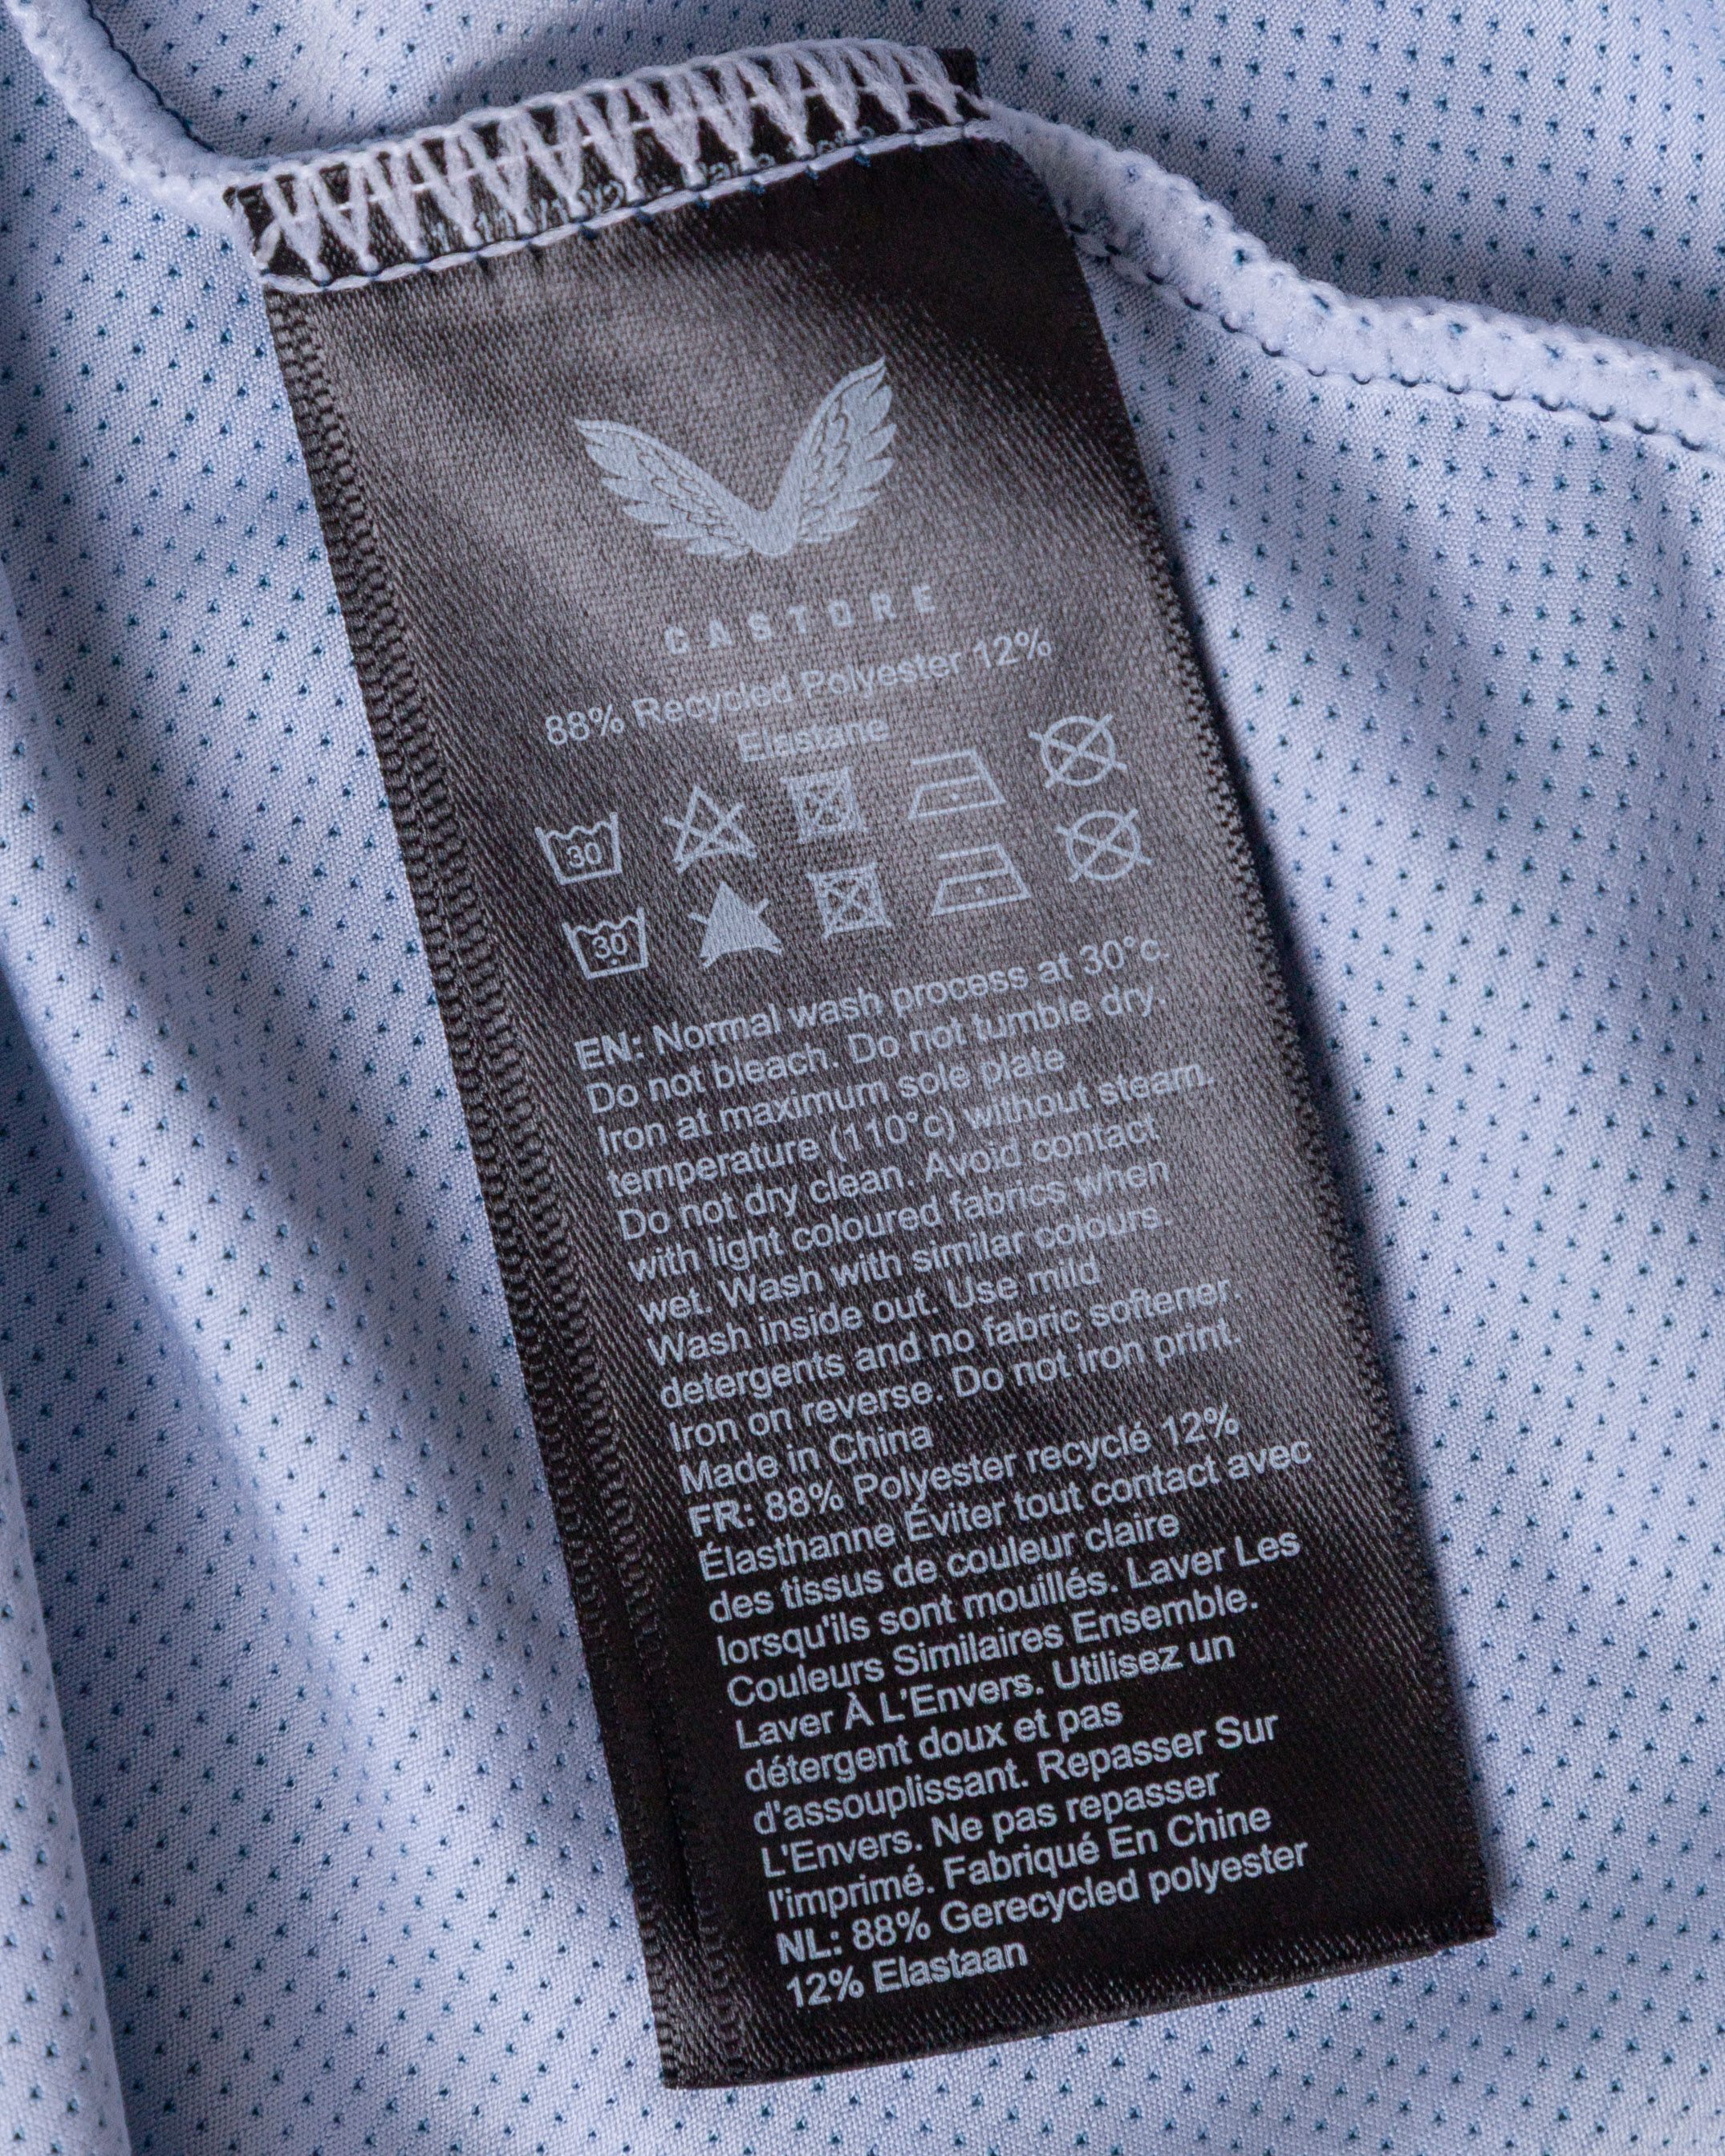 CASTORE
88% Recycled Polyester 12%
Elastane
30
30
EN: Normal wash process at 30°c.
Do not bleach. Do not tumble dry.
Iron at maximum sole plate
temperature (110°c) without steam.
Do not dry clean. Avoid contact
with light coloured fabrics when
wet. Wash with similar colours.
Wash inside out. Use mild
detergents and no fabric softener.
Iron on reverse. Do not iron print.
Made in China
FR: 88% Polyester recyclé 12%
Élasthanne Éviter tout contact avec
des tissus de couleur claire
lorsqu'ils sont mouillés. Laver Les
Couleurs Similaires Ensemble.
Laver À L'Envers. Utilisez un
détergent doux et pas
d'assouplissant. Repasser Sur
L'Envers. Ne pas repasser
l'imprimé. Fabriqué En Chine
NL: 88% Gerecycled polyester
12% Elastaan